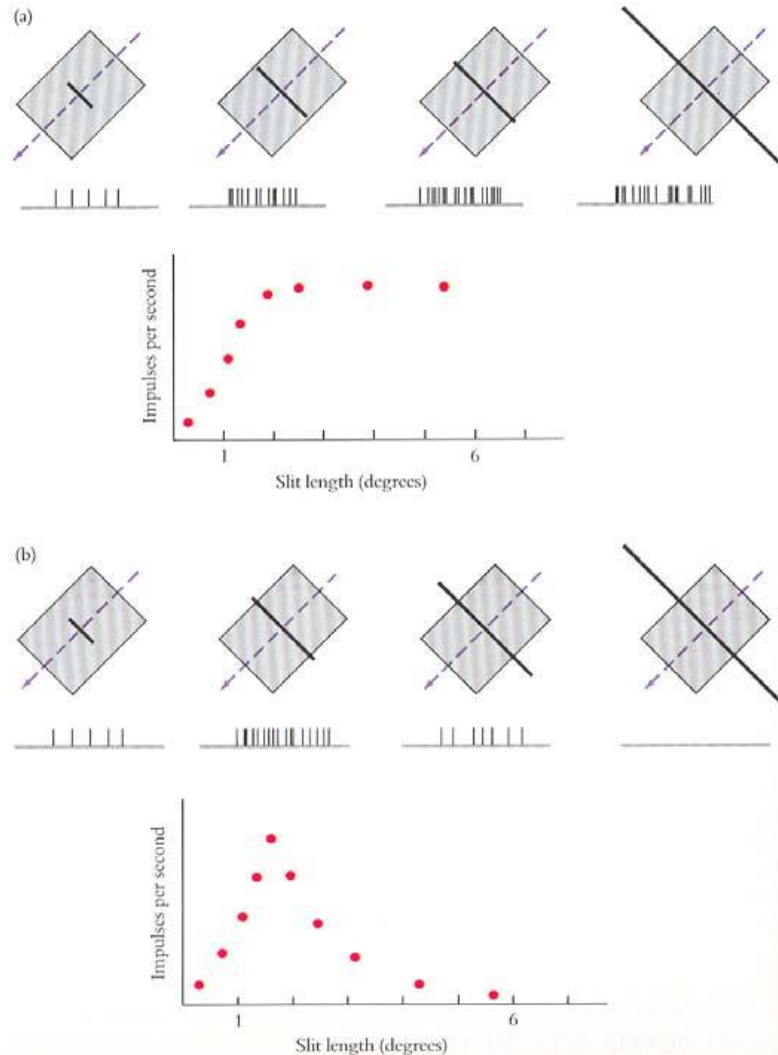 (a)
Impulses per second
1
6
Slit length (degrees)
(b)
Impulses per second
1
6
Slit length (degrees)